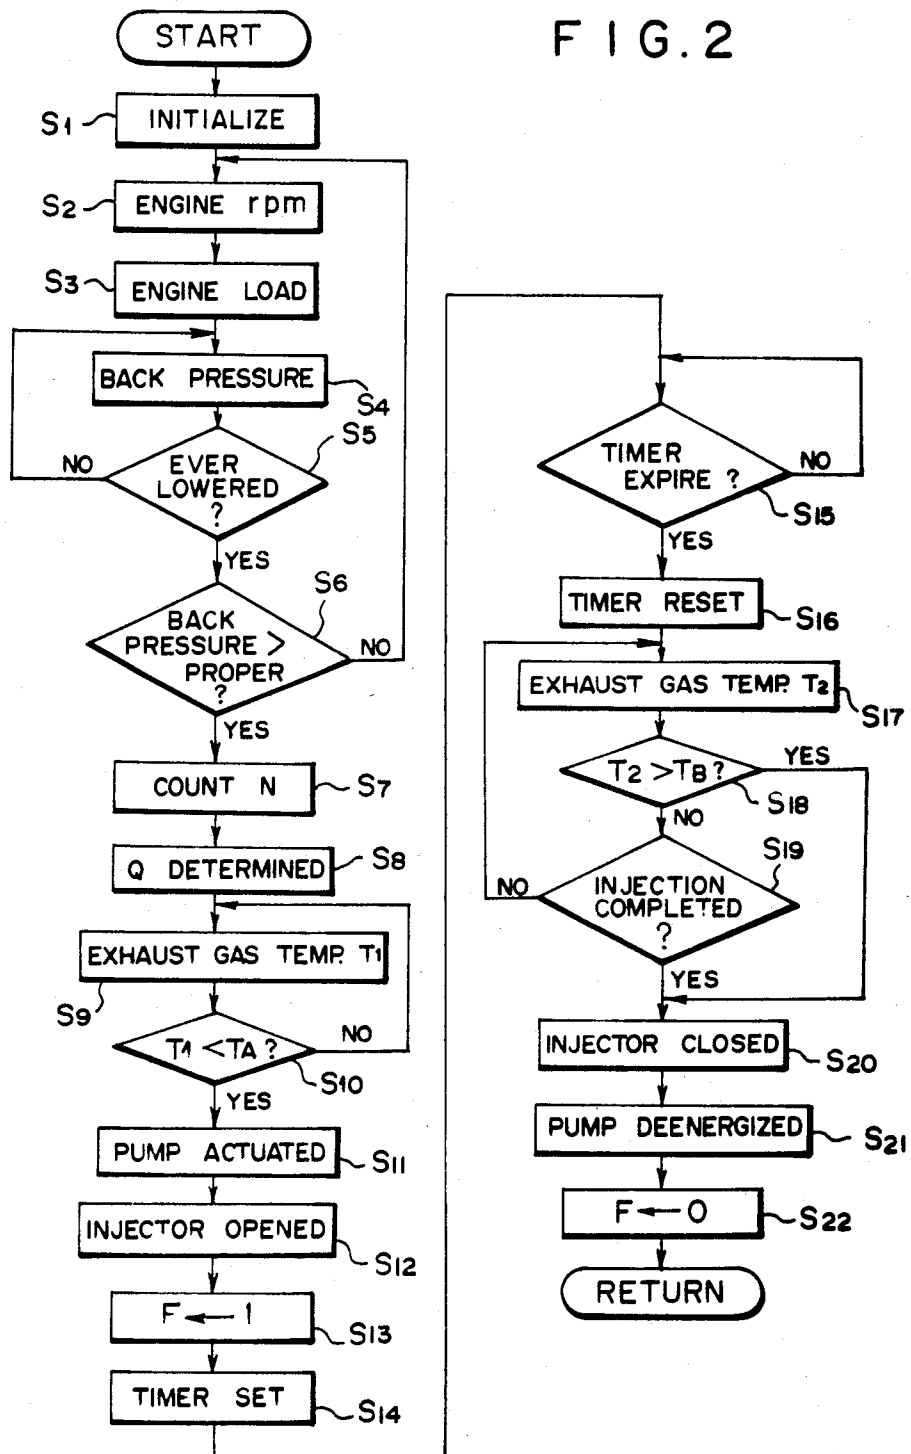 FIG.2
START
S1
INITIALIZE
S2
ENGINE rpm
S3
ENGINE LOAD
BACK PRESSURE
S4
S5
NO
EVER
LOWERED
?
YES
S6
BACK
PRESSURE >
PROPER
?
NO
YES
COUNT N
S7
Q DETERMINED
S8
EXHAUST GAS TEMP. T1
S9
T1 < TA ?
NO
S10
YES
PUMP ACTUATED
S11
INJECTOR OPENED
S12
F ← 1
S13
TIMER SET
S14
TIMER
EXPIRE ?
NO
S15
YES
TIMER RESET
S16
EXHAUST GAS TEMP. T2
S17
T2 > TB ?
YES
S18
NO
S19
NO
INJECTION
COMPLETED
?
YES
INJECTOR CLOSED
S20
PUMP DEENERGIZED
S21
F ← 0
S22
RETURN